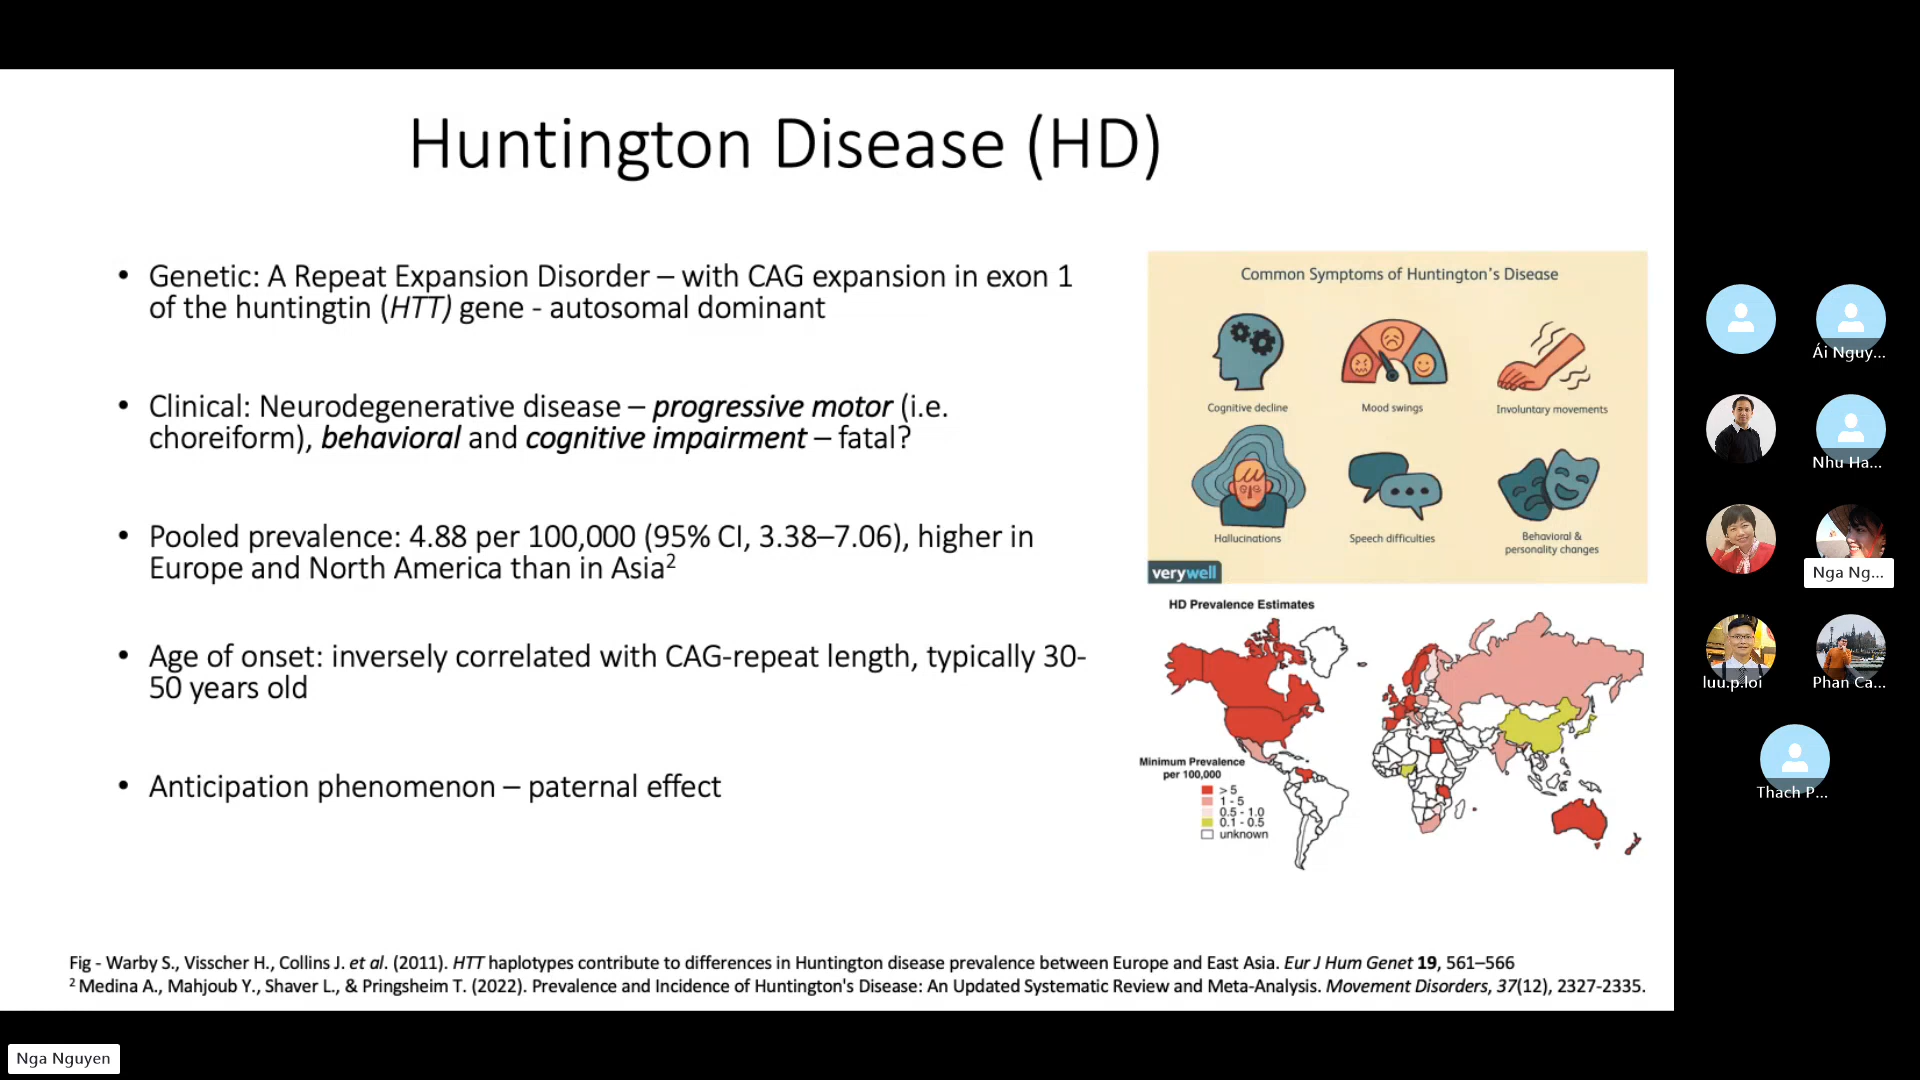 Huntington Disease (HD)
• Genetic: A Repeat Expansion Disorder – with CAG expansion in exon 1
of the huntingtin (HTT) gene - autosomal dominant
• Clinical: Neurodegenerative disease – progressive motor (i.e.
choreiform), behavioral and cognitive impairment – fatal?
• Pooled prevalence: 4.88 per 100,000 (95% CI, 3.38–7.06), higher in
Europe and North America than in Asia²
• Age of onset: inversely correlated with CAG-repeat length, typically 30-
50 years old
• Anticipation phenomenon – paternal effect
Common Symptoms of Huntington's Disease
Cognitive decline
Mood swings
Involuntary movements
Hallucinations
Speech difficulties
Behavioral &
personality changes
verywell
HD Prevalence Estimates
Minimum Prevalence
per 100,000
> 5
1 - 5
0.5 - 1.0
0.1 - 0.5
unknown
Fig - Warby S., Visscher H., Collins J. et al. (2011). HTT haplotypes contribute to differences in Huntington disease prevalence between Europe and East Asia. Eur J Hum Genet 19, 561–566
² Medina A., Mahjoub Y., Shaver L., & Pringsheim T. (2022). Prevalence and Incidence of Huntington's Disease: An Updated Systematic Review and Meta-Analysis. Movement Disorders, 37(12), 2327-2335.
Ái Nguy...
Nhu Ha...
Nga Ng...
luu.p.loi
Phan Ca...
Thach P...
Nga Nguyen